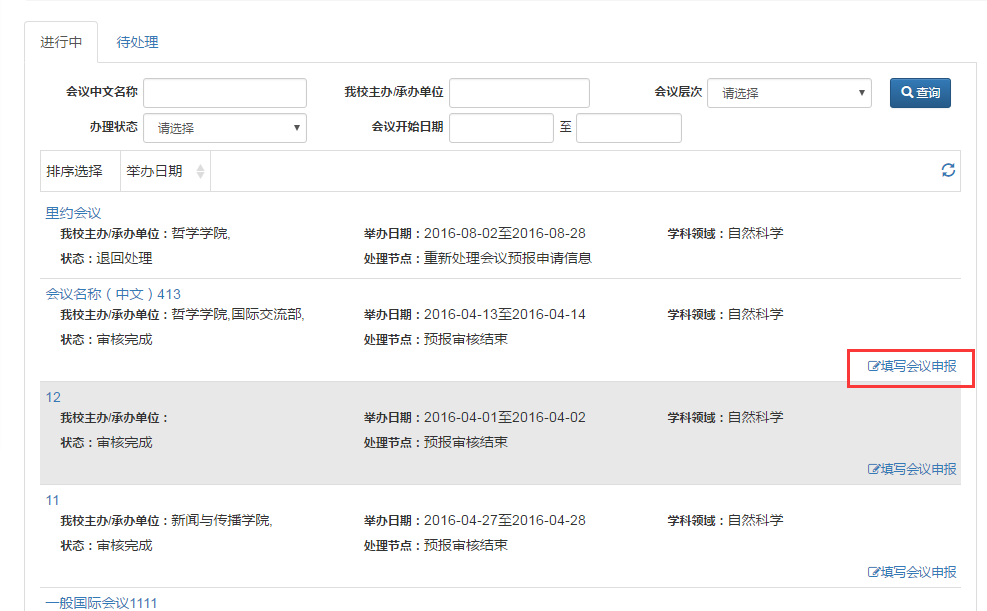 进行中 待处理
会议中文名称 我校主办/承办单位 会议层次 请选择 查询
办理状态 请选择 会议开始日期 至
排序选择 举办日期
里约会议
我校主办/承办单位：哲学学院, 举办日期：2016-08-02至2016-08-28 学科领域：自然科学
状态：退回处理 处理节点：重新处理会议预报申请信息
会议名称（中文）413
我校主办/承办单位：哲学学院,国际交流部, 举办日期：2016-04-13至2016-04-14 学科领域：自然科学
状态：审核完成 处理节点：预报审核结束
填写会议申报
12
我校主办/承办单位： 举办日期：2016-04-01至2016-04-02 学科领域：自然科学
状态：审核完成 处理节点：预报审核结束
填写会议申报
11
我校主办/承办单位：新闻与传播学院, 举办日期：2016-04-27至2016-04-28 学科领域：自然科学
状态：审核完成 处理节点：预报审核结束
填写会议申报
一般国际会议1111